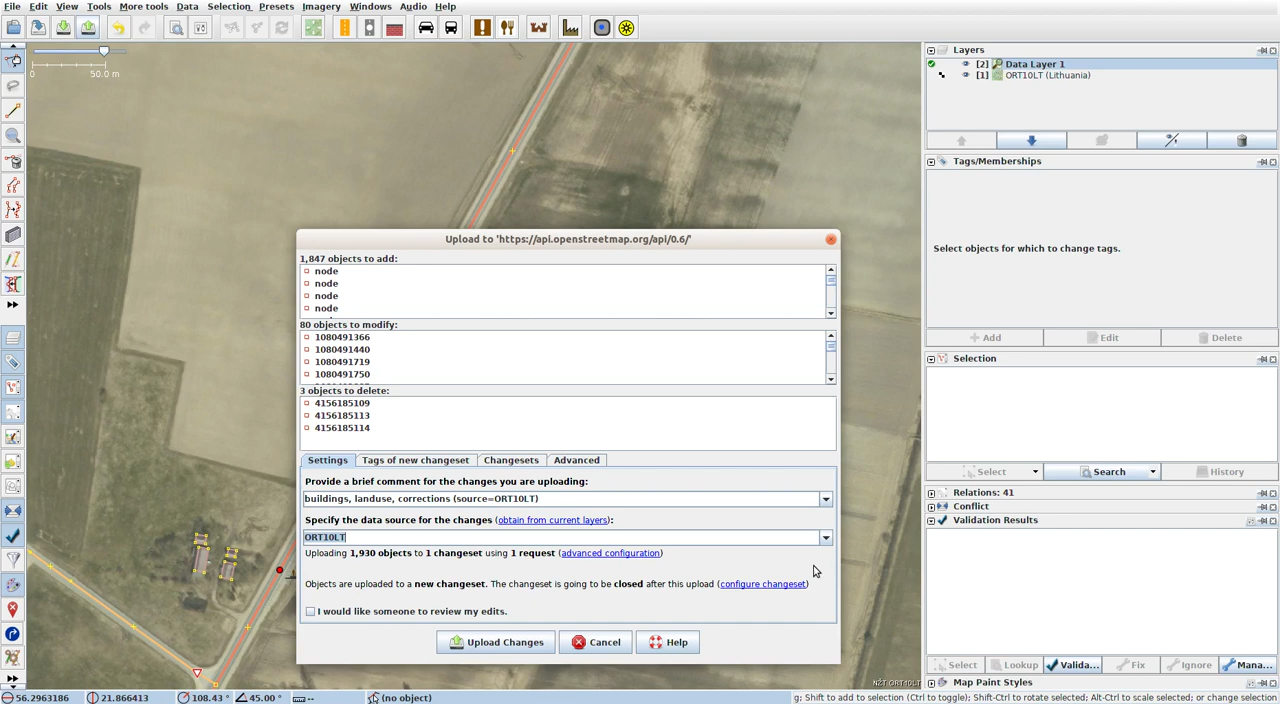 File Edit View Tools More tools Data Selection Presets Imagery Windows Audio Help
0 50.0 m
Upload to 'https://api.openstreetmap.org/api/0.6/'
1,847 objects to add:
node
node
node
node
80 objects to modify:
1080491366
1080491440
1080491719
1080491750
3 objects to delete:
4156185109
4156185113
4156185114
Settings Tags of new changeset Changesets Advanced
Provide a brief comment for the changes you are uploading:
buildings, landuse, corrections (source=ORT10LT)
Specify the data source for the changes (obtain from current layers):
ORT10LT
Uploading 1,930 objects to 1 changeset using 1 request (advanced configuration)
Objects are uploaded to a new changeset. The changeset is going to be closed after this upload (configure changeset)
I would like someone to review my edits.
Upload Changes Cancel Help
NŽT ORT10LT
Layers
[2] Data Layer 1
[1] ORT10LT (Lithuania)
Tags/Memberships
Select objects for which to change tags.
Add Edit Delete
Selection
Select Search History
Relations: 41
Conflict
Validation Results
Select Lookup Valida... Fix Ignore Mana...
Map Paint Styles
56.2963186 21.866413 108.43 ° 45.00 ° -- (no object) g; Shift to add to selection (Ctrl to toggle); Shift-Ctrl to rotate selected; Alt-Ctrl to scale selected; or change selection